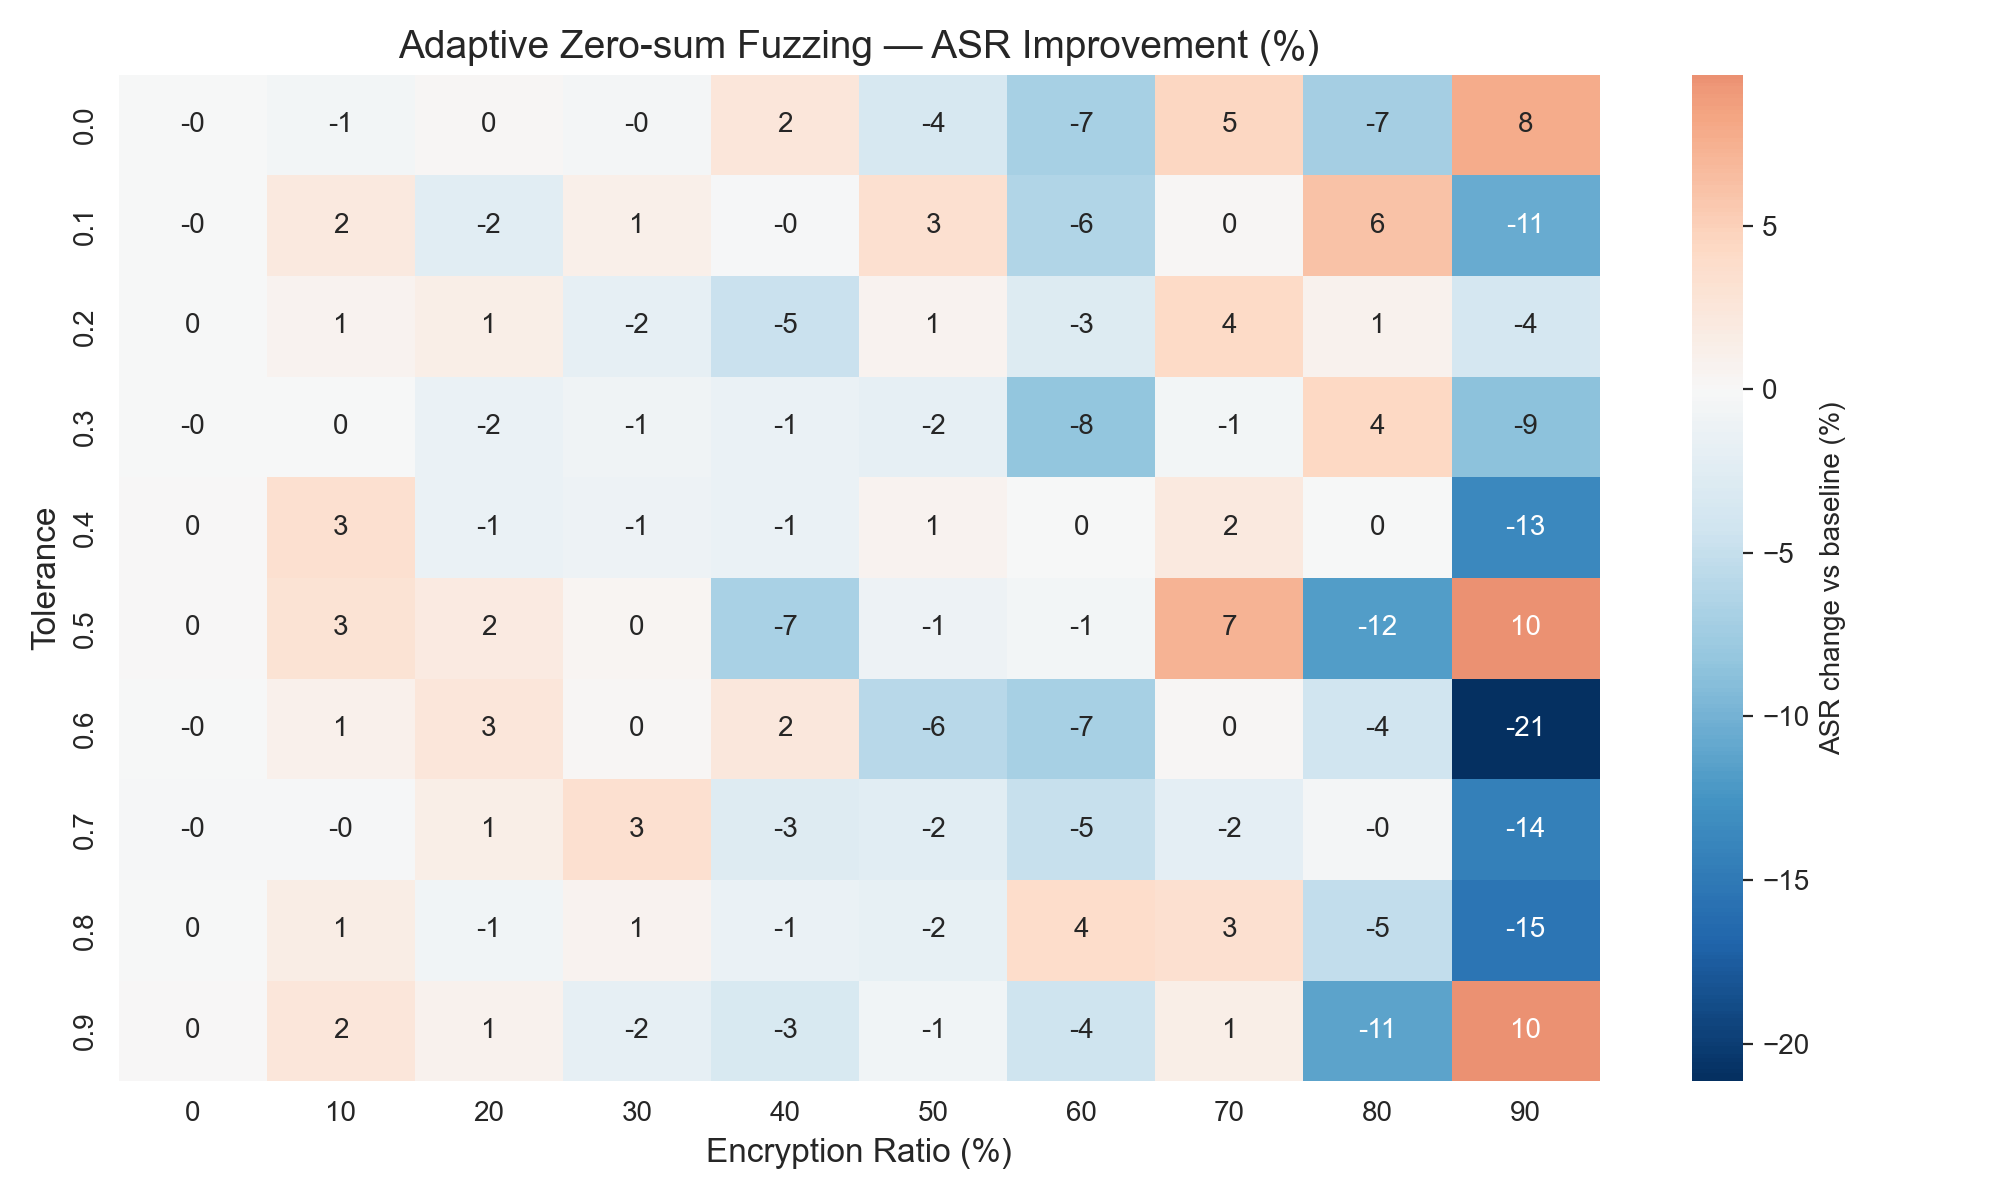 Adaptive Zero-sum Fuzzing — ASR Improvement (%)
Tolerance
0.0 -0 -1 0 -0 2 -4 -7 5 -7 8
0.1 -0 2 -2 1 -0 3 -6 0 6 -11
0.2 0 1 1 -2 -5 1 -3 4 1 -4
0.3 -0 0 -2 -1 -1 -2 -8 -1 4 -9
0.4 0 3 -1 -1 -1 1 0 2 0 -13
0.5 0 3 2 0 -7 -1 -1 7 -12 10
0.6 -0 1 3 0 2 -6 -7 0 -4 -21
0.7 -0 -0 1 3 -3 -2 -5 -2 -0 -14
0.8 0 1 -1 1 -1 -2 4 3 -5 -15
0.9 0 2 1 -2 -3 -1 -4 1 -11 10
0 10 20 30 40 50 60 70 80 90
Encryption Ratio (%)
5
0
−5
−10
−15
−20
ASR change vs baseline (%)